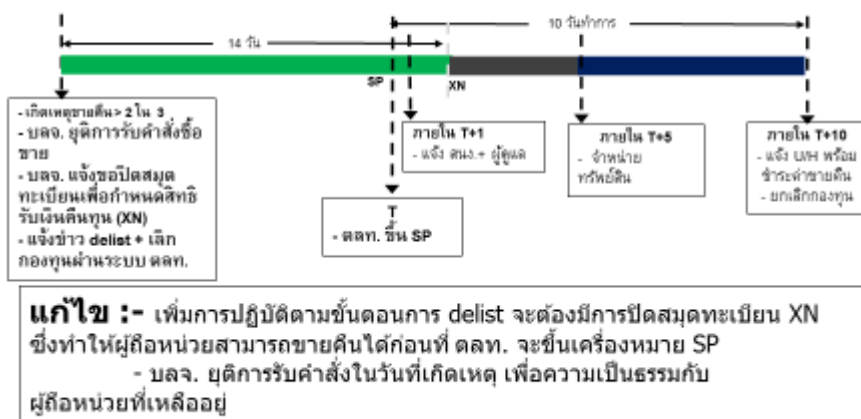 14 วัน
10 วันทำการ
SP
XN
- เกิดเหตุขายคืน> 2 ใน 3
- บลจ. ยุติการรับคำสั่งซื้อ
ขาย
- บลจ. แจ้งขอปิดสมุด
ทะเบียนเพื่อกำหนดสิทธิ
รับเงินคืนทุน (XN)
- แจ้งข่าว delist + เลิก
กองทุนผ่านระบบ ตลท.
ภายใน T+1
- แจ้ง สนง.+ ผู้ดูแล
T
- ตลท. ขึ้น SP
ภายใน T+5
- จำหน่าย
ทรัพย์สิน
ภายใน T+10
- แจ้ง U/H พร้อม
ชำระค่าขายคืน
- ยกเลิกกองทุน
แก้ไข :- เพิ่มการปฏิบัติตามขั้นตอนการ delist จะต้องมีการปิดสมุดทะเบียน XN
ซึ่งทำให้ผู้ถือหน่วยสามารถขายคืนได้ก่อนที่ ตลท. จะขึ้นเครื่องหมาย SP
- บลจ. ยุติการรับคำสั่งในวันที่เกิดเหตุ เพื่อความเป็นธรรมกับ
ผู้ถือหน่วยที่เหลืออยู่